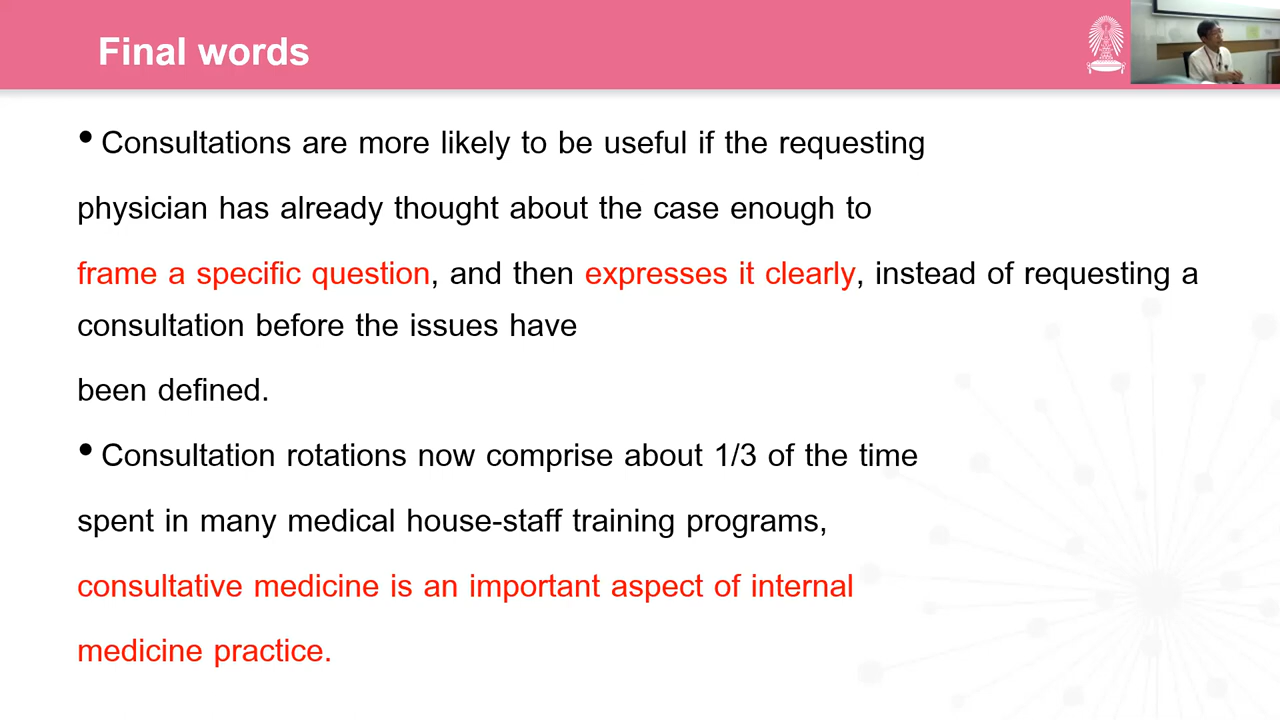 Final words
• Consultations are more likely to be useful if the requesting
physician has already thought about the case enough to
frame a specific question, and then expresses it clearly, instead of requesting a
consultation before the issues have
been defined.
• Consultation rotations now comprise about 1/3 of the time
spent in many medical house-staff training programs,
consultative medicine is an important aspect of internal
medicine practice.